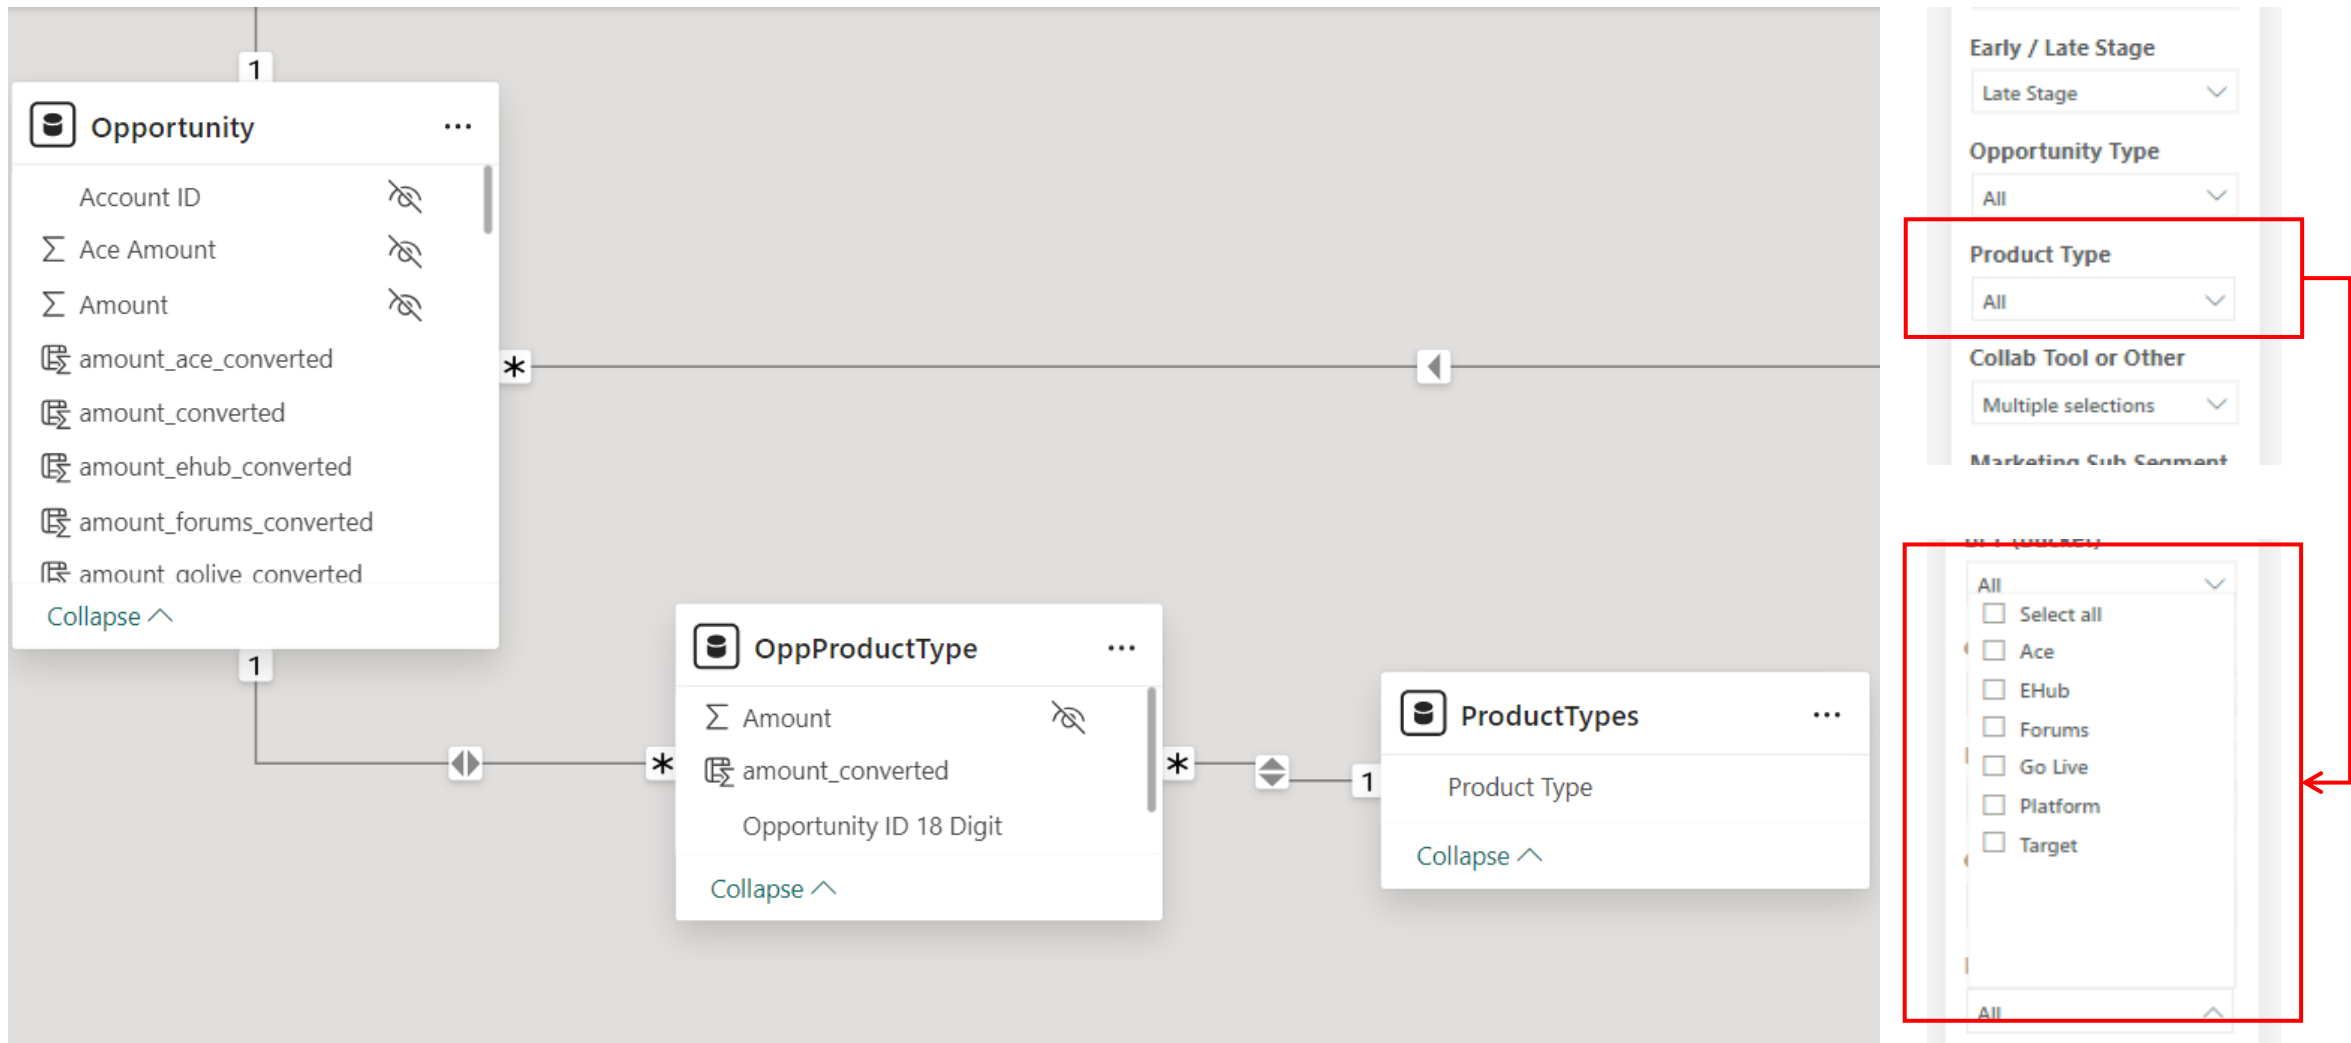 1
Opportunity
Account ID
Ace Amount
Amount
amount_ace_converted
amount_converted
amount_ehub_converted
amount_forums_converted
amount_golive_converted
Collapse
1
*
OppProductType
Amount
amount_converted
Opportunity ID 18 Digit
Collapse
*
*
1
ProductTypes
Product Type
Collapse
Early / Late Stage
Late Stage
Opportunity Type
All
Product Type
All
Collab Tool or Other
Multiple selections
Marketing Sub Segment
(Bucket)
All
Select all
Ace
EHub
Forums
Go Live
Platform
Target
All